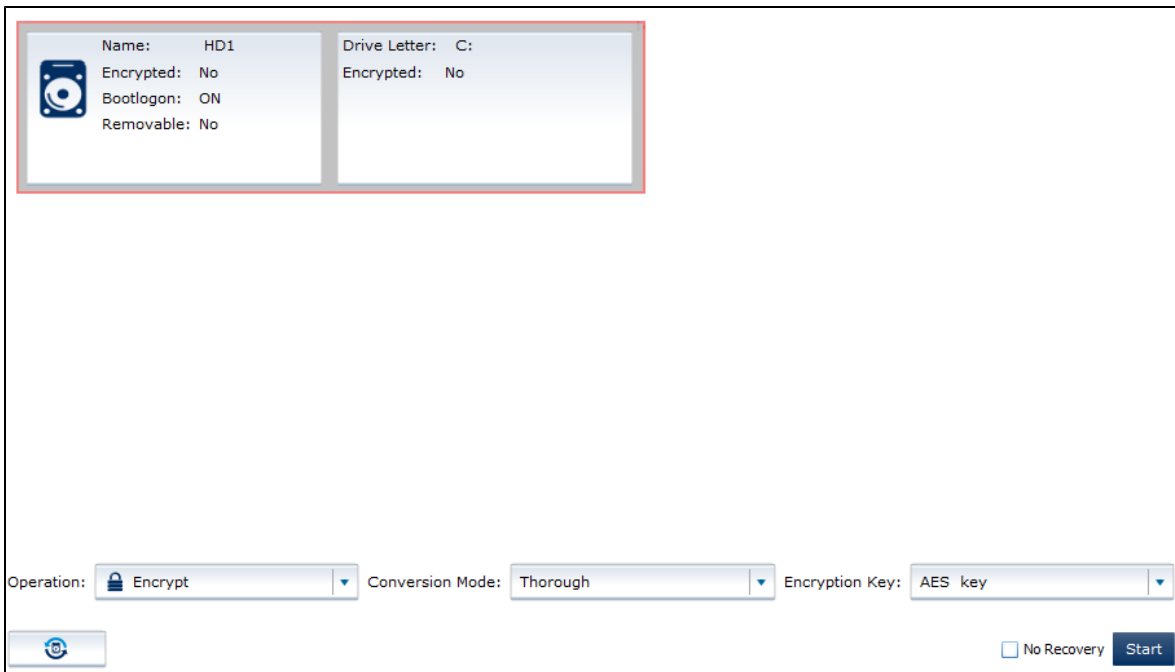 Name: HD1
Encrypted: No
Bootlogon: ON
Removable: No
Drive Letter: C:
Encrypted: No
Operation: Encrypt Conversion Mode: Thorough Encryption Key: AES key
No Recovery Start